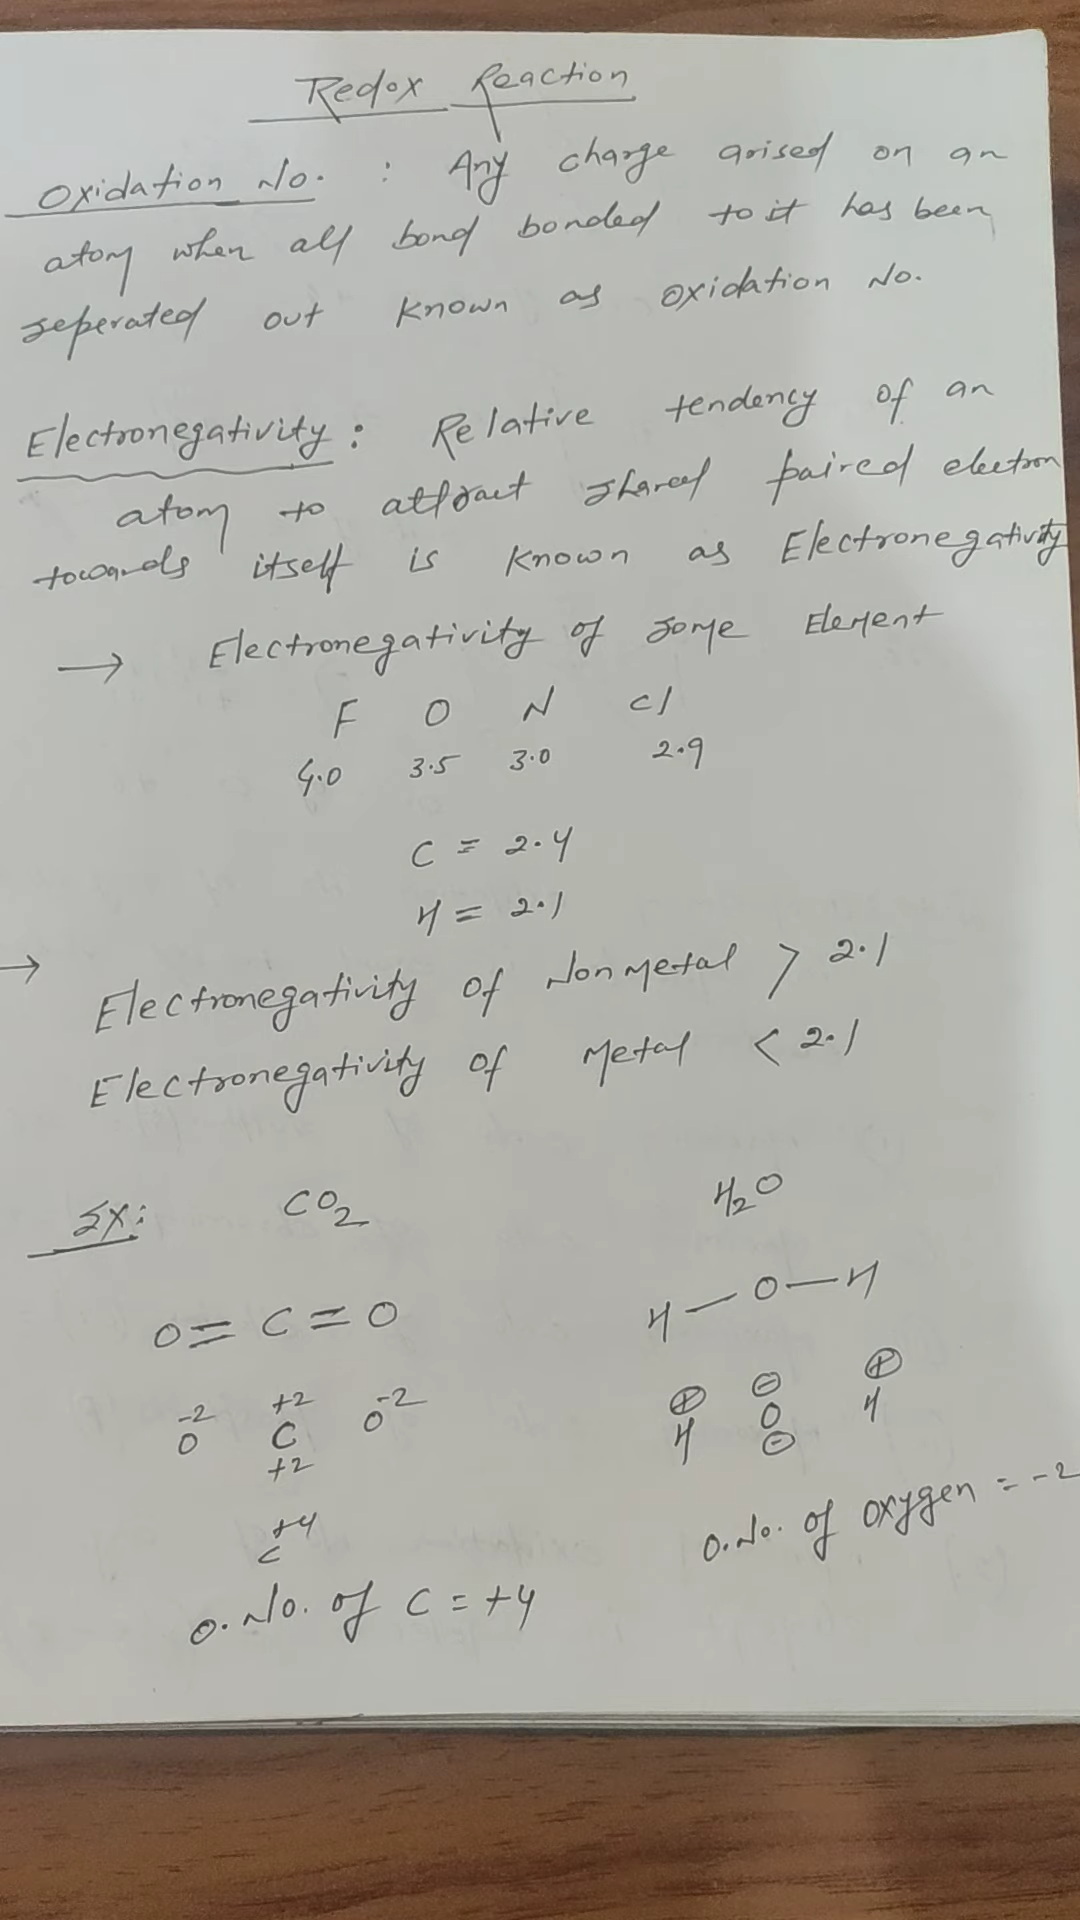 Redox Reaction
Oxidation No. : Any charge arised on an
atom when all bond bonded to it has been
seperated out known as oxidation No.
Electronegativity : Relative tendency of an
atom to attract shared paired electron
towards itself is known as Electronegativity
→ Electronegativity of some Element
F O N Cl
4.0 3.5 3.0 2.9
C = 2.4
H = 2.1
→ Electronegativity of Nonmetal > 2.1
Electronegativity of Metal < 2.1
Ex: CO2 H2O
O=C=O H—O—H
-2 +2 -2 ⊕ ⊖ ⊕
O C O H O H
+2 ⊖
+4
C
O.No. of oxygen = -2
O.No. of C = +4